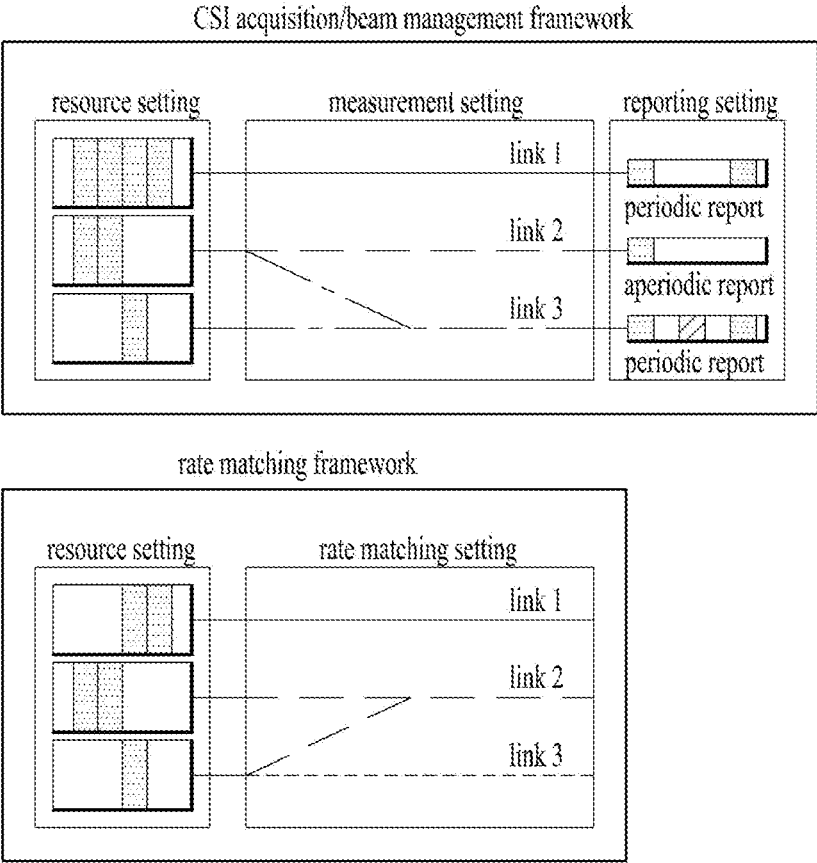 CSI acquisition/beam management framework
resource setting
measurement setting
reporting setting
link 1
periodic report
link 2
aperiodic report
link 3
periodic report
rate matching framework
resource setting
rate matching setting
link 1
link 2
link 3